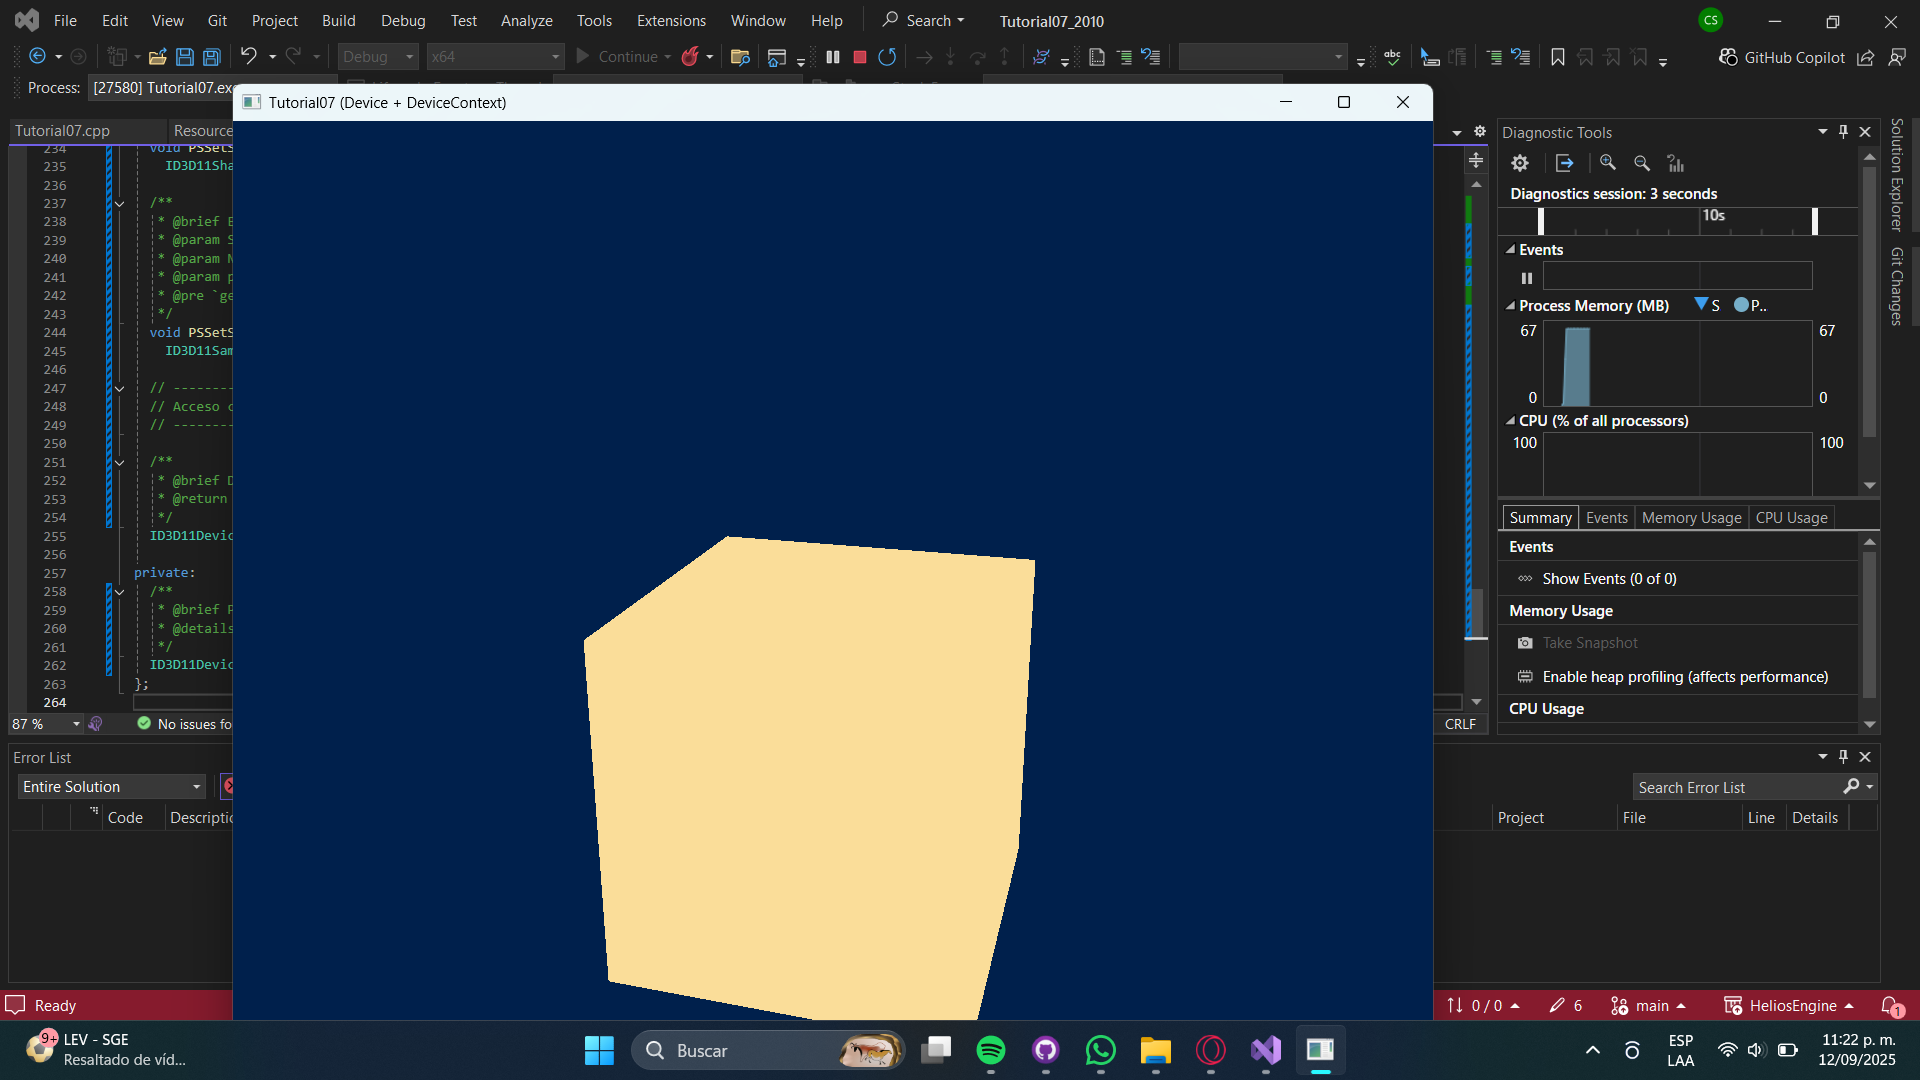 File Edit View Git Project Build Debug Test Analyze Tools Extensions Window Help Search Tutorial07_2010 CS
Debug x64 Continue GitHub Copilot
Process: [27580] Tutorial07.exe
Tutorial07 (Device + DeviceContext)
Tutorial07.cpp Resource
234 void PSSetS
235 ID3D11Sha
236
237 /**
238 * @brief
239 * @param S
240 * @param
241 * @param p
242 * @pre `ge
243 */
244 void PSSetS
245 ID3D11Sam
246
247 // --------
248 // Acceso
249 // --------
250
251 /**
252 * @brief D
253 * @return
254 */
255 ID3D11Devic
256
257 private:
258 /**
259 * @brief P
260 * @details
261 */
262 ID3D11Devic
263 };
264
87 % No issues fo CRLF
Diagnostic Tools
Diagnostics session: 3 seconds
10s
Events
Process Memory (MB) S P..
67 67
0 0
CPU (% of all processors)
100 100
Summary Events Memory Usage CPU Usage
Events
Show Events (0 of 0)
Memory Usage
Take Snapshot
Enable heap profiling (affects performance)
CPU Usage
Solution Explorer
Git Changes
Error List
Entire Solution Search Error List
Code Descriptio Project File Line Details
Ready 0 / 0 6 main HeliosEngine 1
9+ LEV - SGE
Resaltado de víd...
Buscar
ESP
LAA
11:22 p. m.
12/09/2025